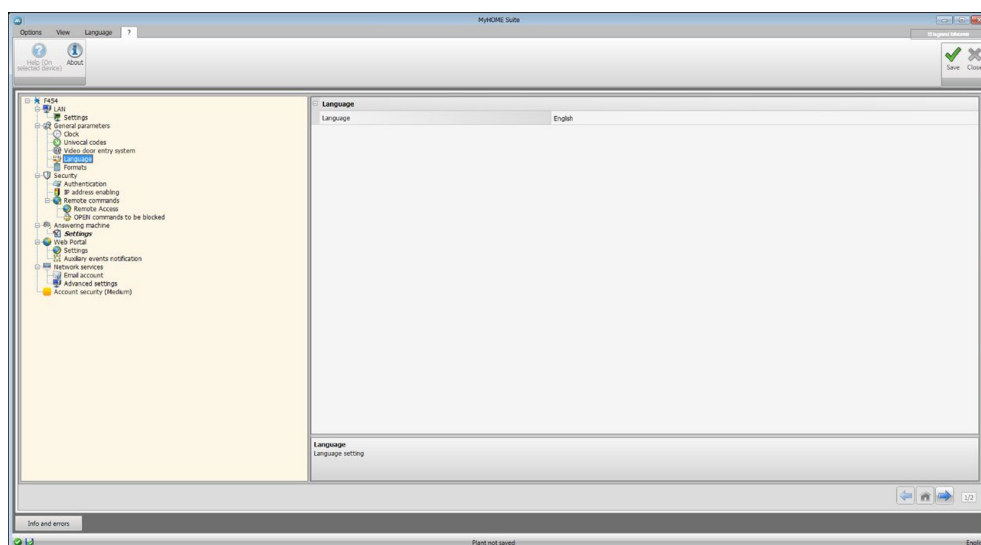 MyHOME Suite
Options View Language ?
Help (On selected device)
About
Save Close
F454
LAN
Settings
General parameters
Clock
Univocal codes
Video door entry system
Language
Formats
Security
Authentication
IP address enabling
Remote commands
Remote Access
OPEN commands to be blocked
Answering machine
Settings
Web Portal
Settings
Auxiliary events notification
Network services
Email account
Advanced settings
Account security (Medium)
Language
Language English
Language
Language setting
1/2
Info and errors
Plant not saved